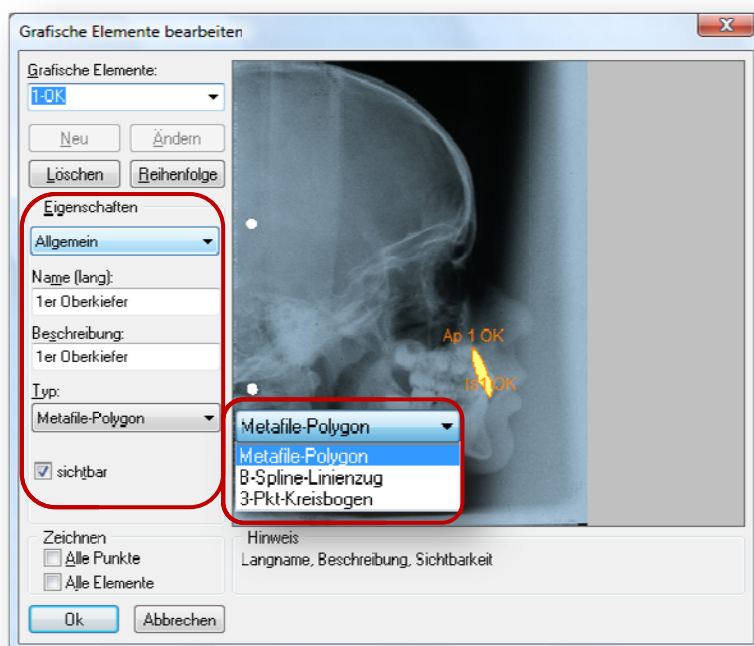 Grafische Elemente bearbeiten
X
Grafische Elemente:
1-OK
Neu
Ändern
Löschen
Reihenfolge
Eigenschaften
Allgemein
Name (lang):
1er Oberkiefer
Beschreibung:
1er Oberkiefer
Typ:
Metafile-Polygon
sichtbar
Ap 1 OK
Is1 OK
Metafile-Polygon
Metafile-Polygon
B-Spline-Linienzug
3-Pkt-Kreisbogen
Zeichnen
Alle Punkte
Alle Elemente
Hinweis
Langname, Beschreibung, Sichtbarkeit
Ok
Abbrechen